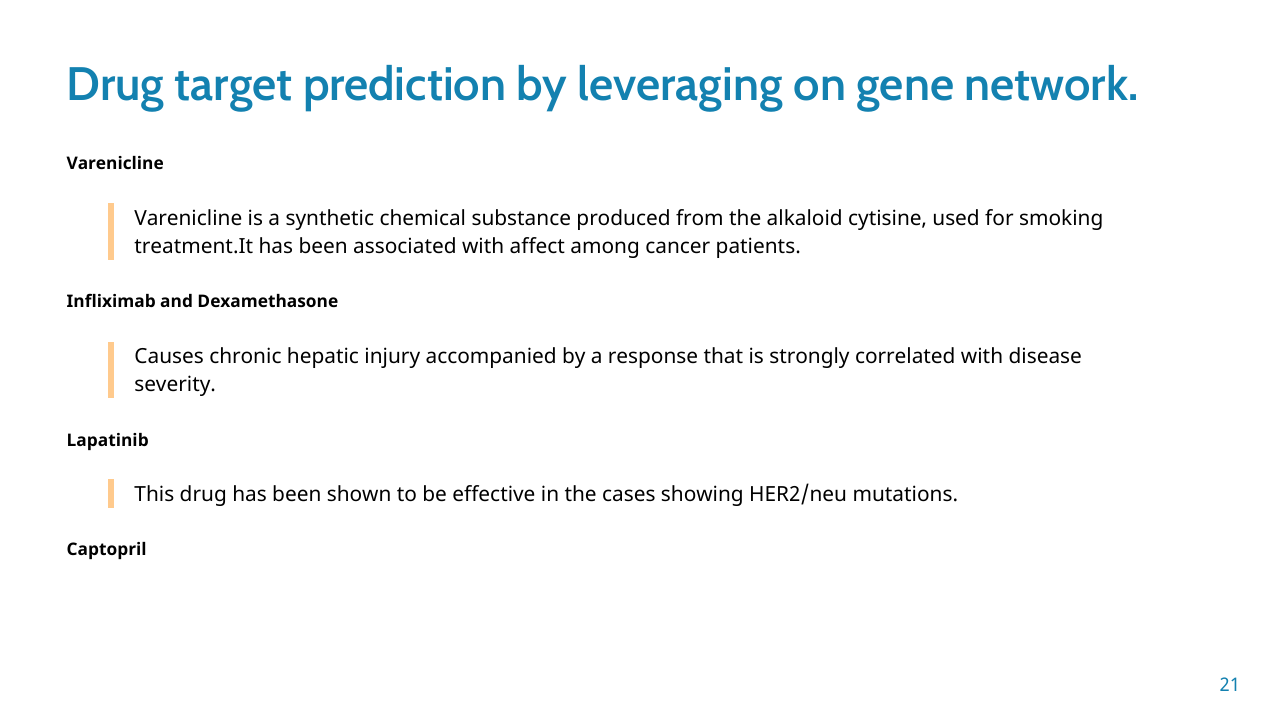 Drug target prediction by leveraging on gene network.
Varenicline
Varenicline is a synthetic chemical substance produced from the alkaloid cytisine, used for smoking
treatment.It has been associated with affect among cancer patients.
Infliximab and Dexamethasone
Causes chronic hepatic injury accompanied by a response that is strongly correlated with disease
severity.
Lapatinib
This drug has been shown to be effective in the cases showing HER2/neu mutations.
Captopril
21